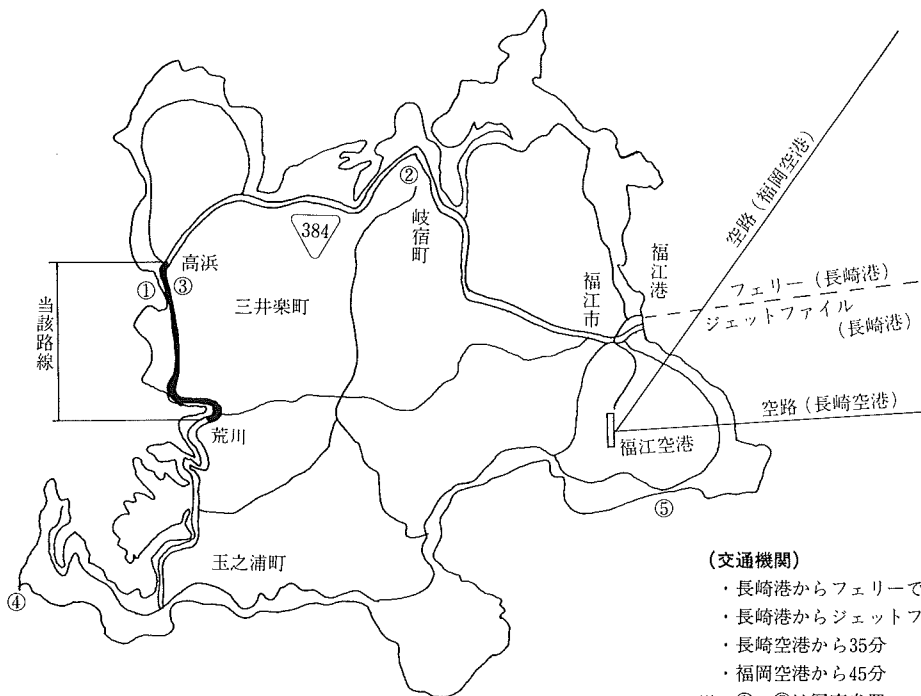 空路（福岡空港）
②
岐宿町
384
高浜
①
③
三井楽町
当該路線
福江市
福江港
フェリー（長崎港）
ジェットファイル
（長崎港）
空路（長崎空港）
福江空港
荒川
⑤
玉之浦町
④
（交通機関）
・長崎港からフェリーで
・長崎港からジェットフ
・長崎空港から35分
・福岡空港から45分